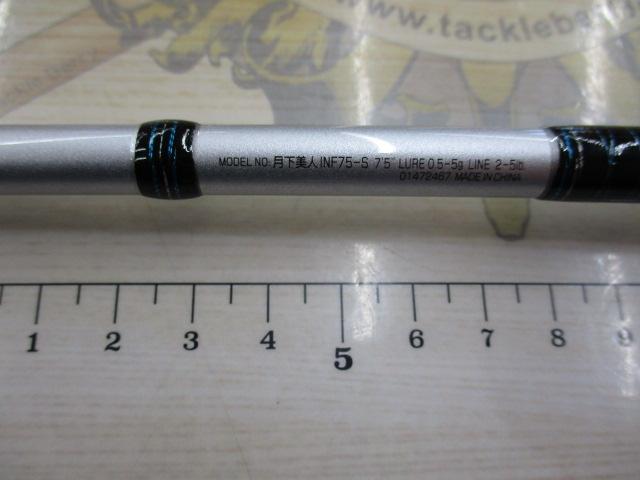 www.tackleber
MODEL NO. 月下美人 INF75-S 7'5" LURE 0.5-5g LINE 2-5lb
01472467 MADE IN CHINA
1 2 3 4 5 6 7 8 9